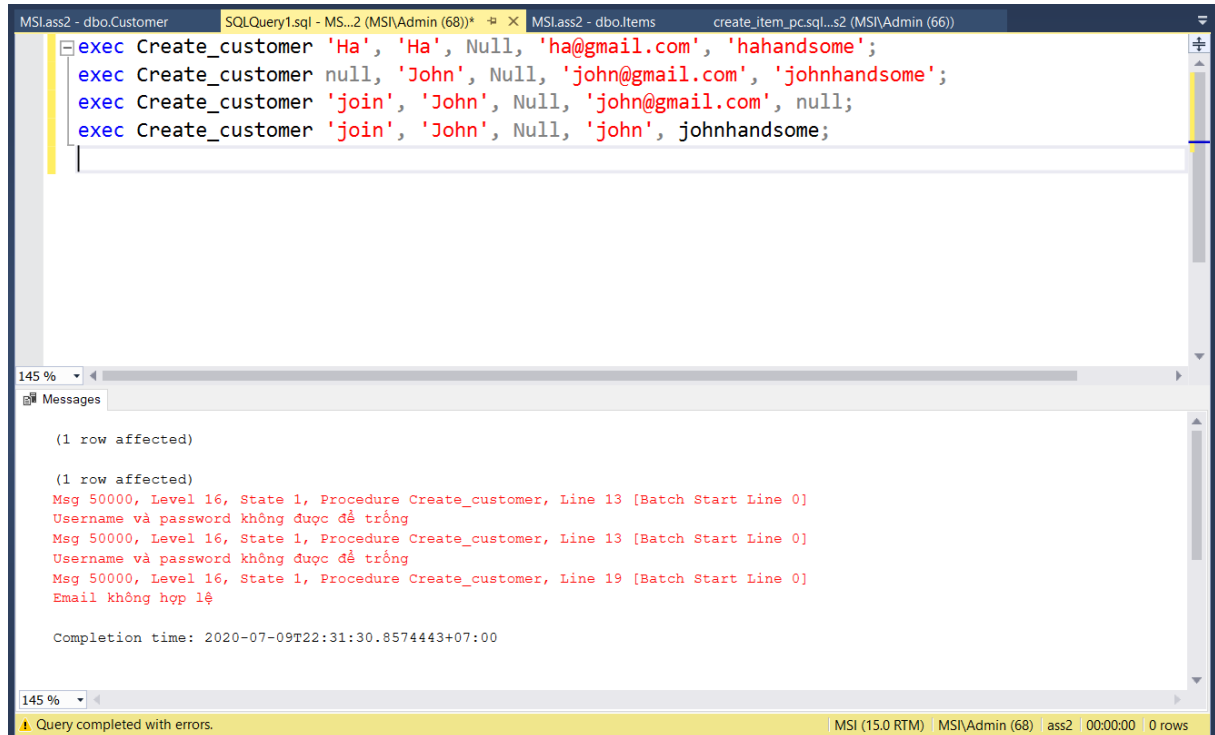 MSI.ass2 - dbo.Customer SQLQuery1.sql - MS...2 (MSI\Admin (68))* MSI.ass2 - dbo.Items create_item_pc.sql...s2 (MSI\Admin (66))
exec Create_customer 'Ha', 'Ha', Null, 'ha@gmail.com', 'hahandsome';
exec Create_customer null, 'John', Null, 'john@gmail.com', 'johnhandsome';
exec Create_customer 'join', 'John', Null, 'john@gmail.com', null;
exec Create_customer 'join', 'John', Null, 'john', johnhandsome;
145 %
Messages
(1 row affected)
(1 row affected)
Msg 50000, Level 16, State 1, Procedure Create_customer, Line 13 [Batch Start Line 0]
Username và password không được để trống
Msg 50000, Level 16, State 1, Procedure Create_customer, Line 13 [Batch Start Line 0]
Username và password không được để trống
Msg 50000, Level 16, State 1, Procedure Create_customer, Line 19 [Batch Start Line 0]
Email không hợp lệ
Completion time: 2020-07-09T22:31:30.8574443+07:00
145 %
Query completed with errors. MSI (15.0 RTM) MSI\Admin (68) ass2 00:00:00 0 rows